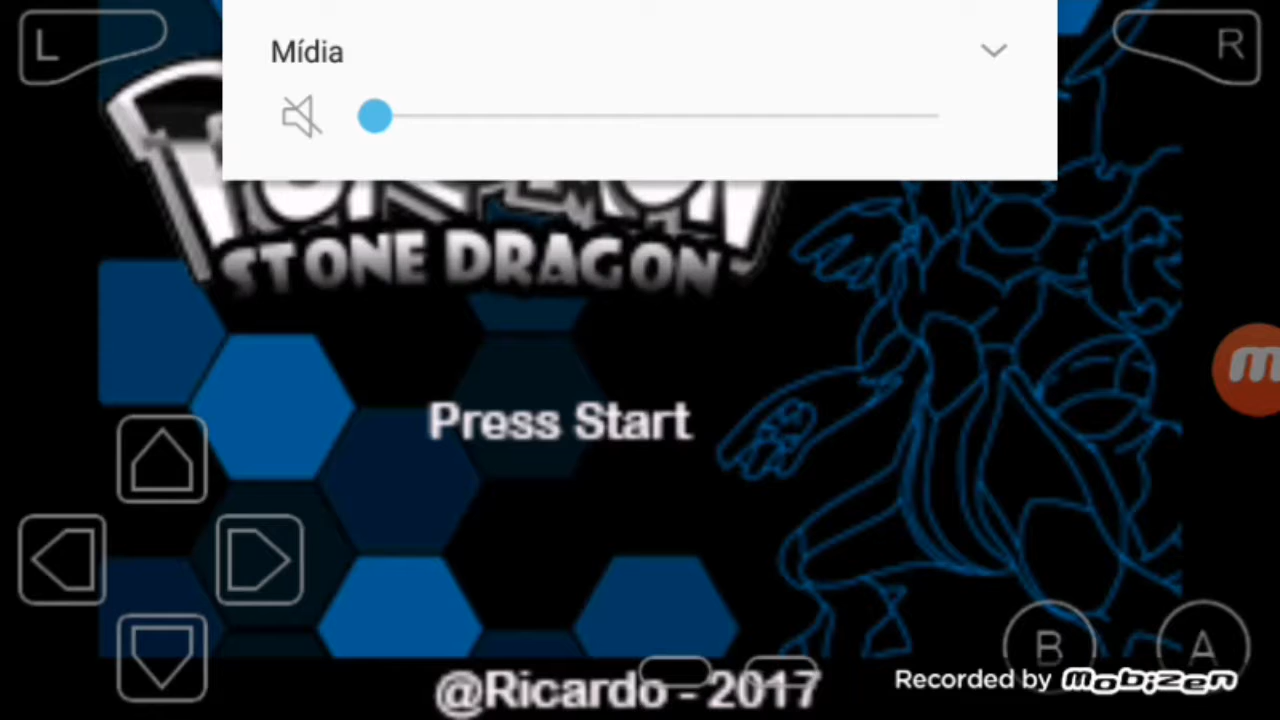 L
Mídia
R
STONE DRAGON
Press Start
B
A
@Ricardo - 2017
Recorded by mobizen